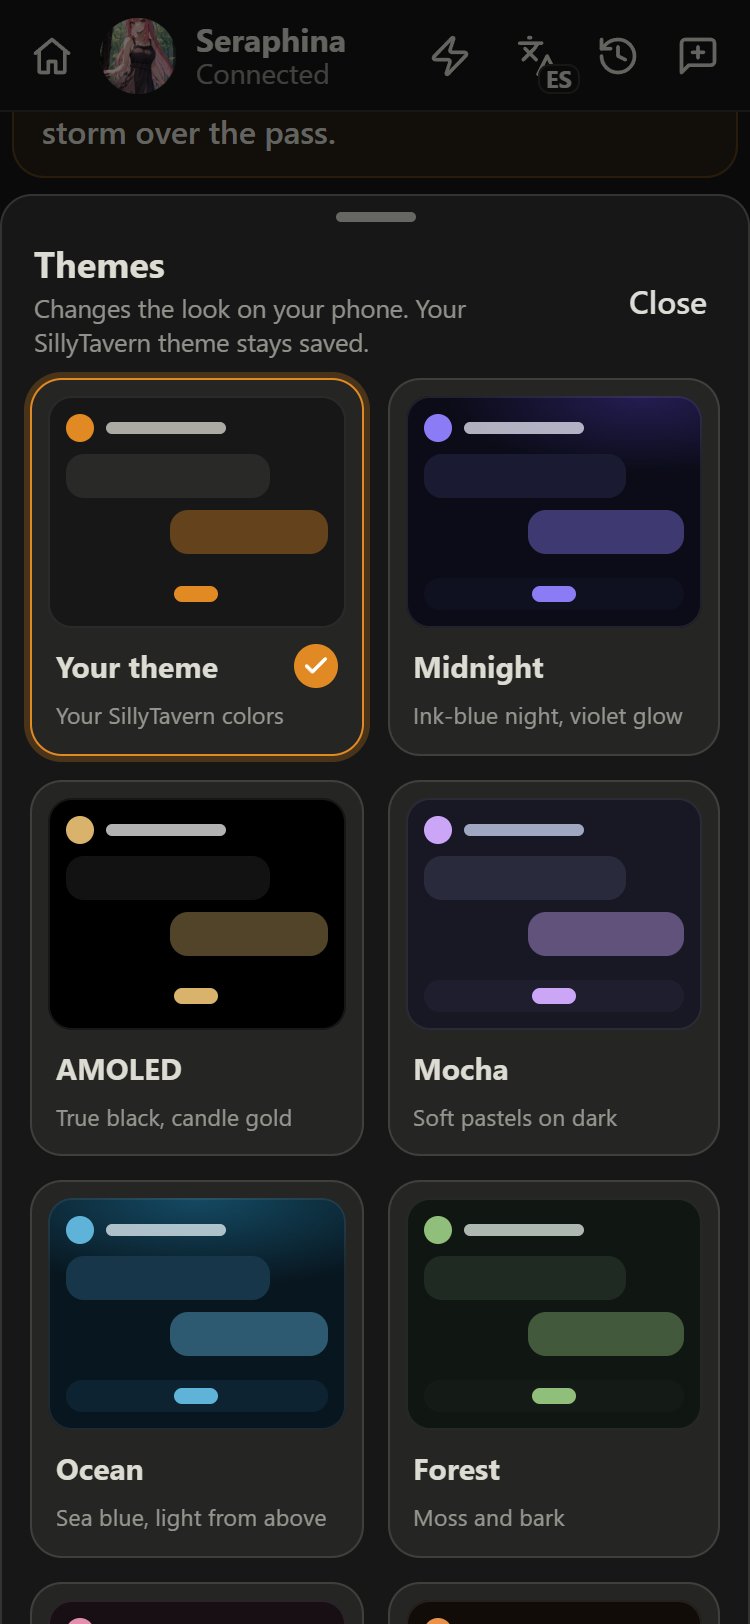 Seraphina
Connected
ES
storm over the pass.
Themes
Changes the look on your phone. Your
SillyTavern theme stays saved.
Close
Your theme
Your SillyTavern colors
Midnight
Ink-blue night, violet glow
AMOLED
True black, candle gold
Mocha
Soft pastels on dark
Ocean
Sea blue, light from above
Forest
Moss and bark